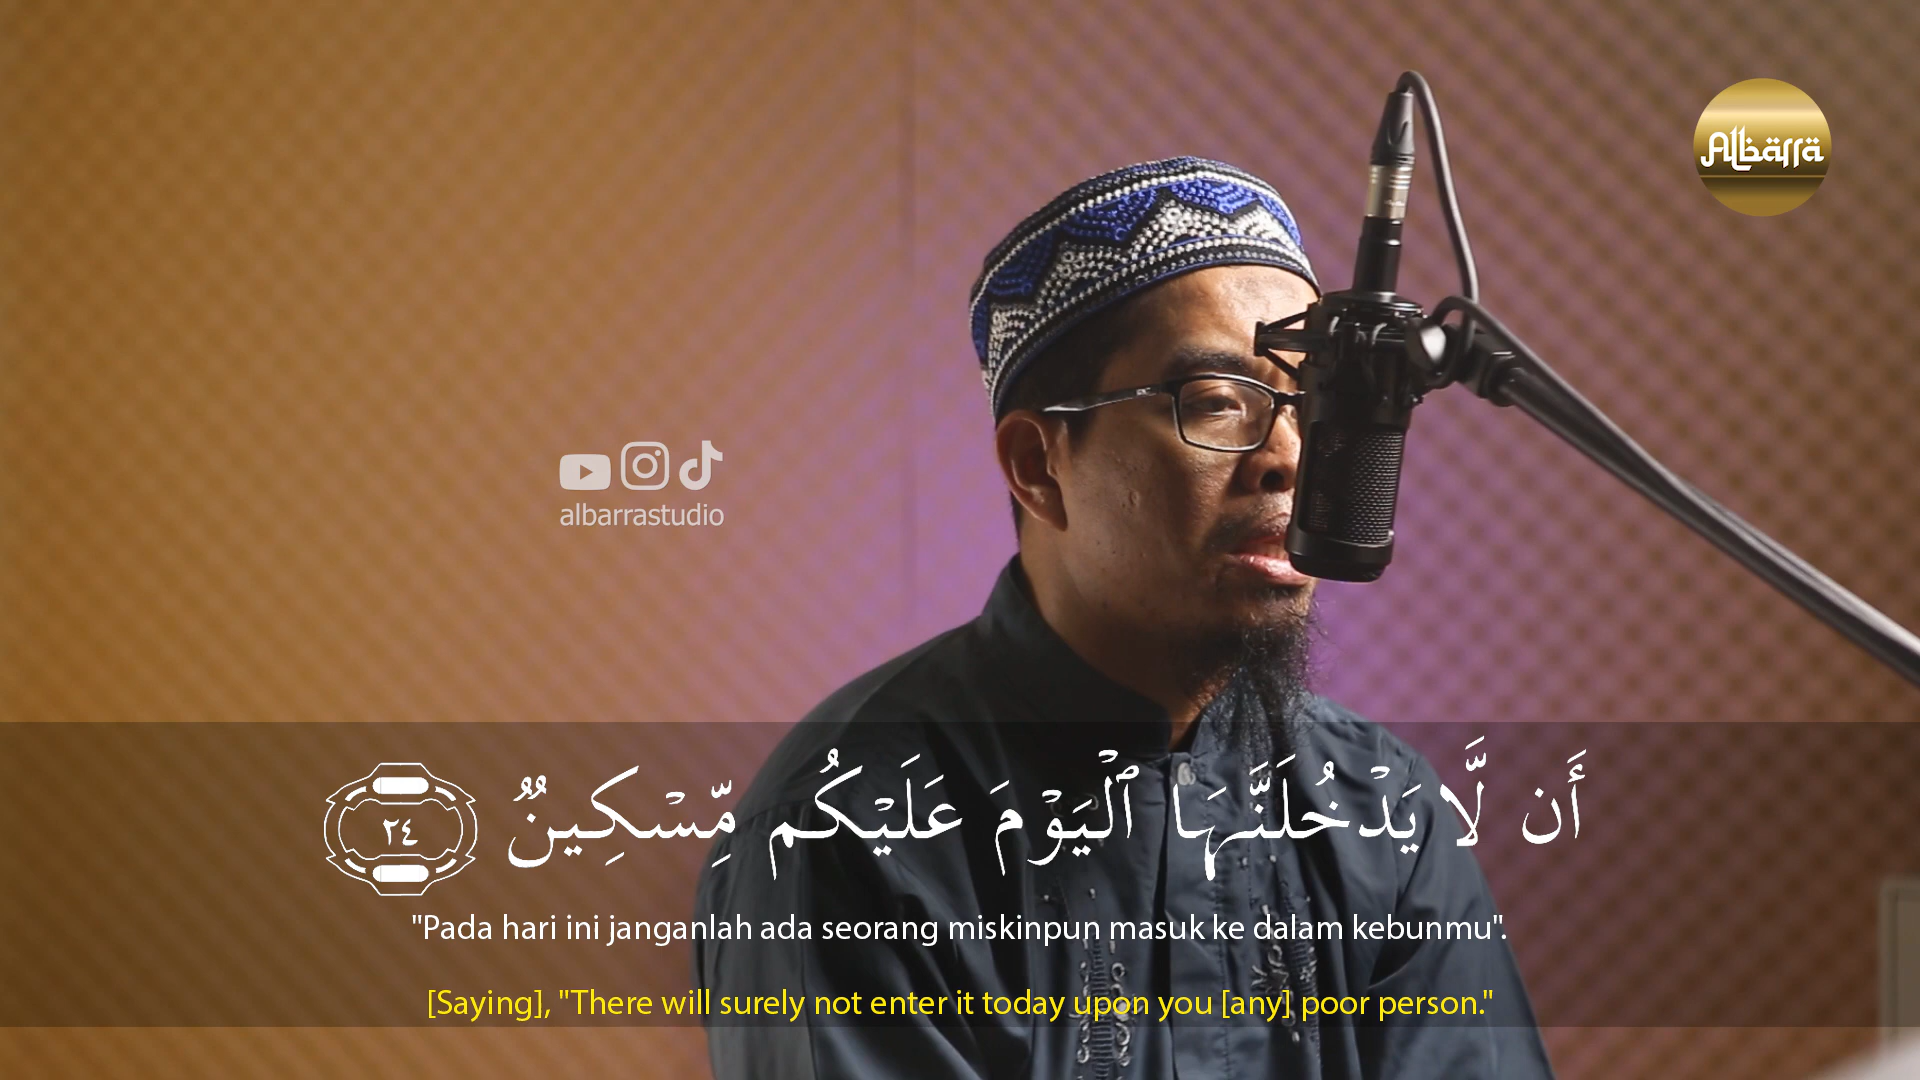 Albarra
albarrastudio
أَن لَّا يَدْخُلَنَّهَا ٱلْيَوْمَ عَلَيْكُم مِّسْكِينٌ ٢٤
"Pada hari ini janganlah ada seorang miskinpun masuk ke dalam kebunmu".
[Saying], "There will surely not enter it today upon you [any] poor person."